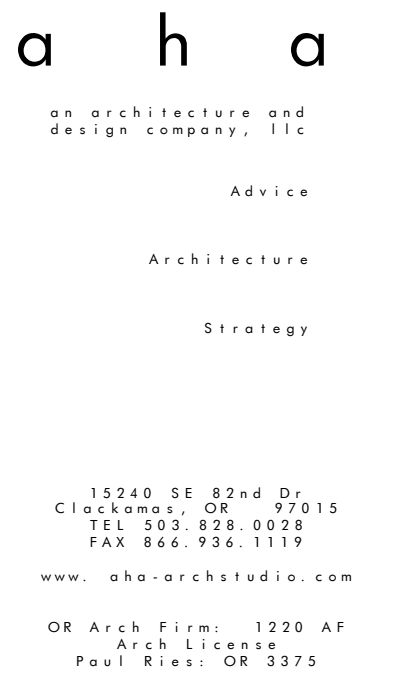 aha
an architecture and
design company, llc
Advice
Architecture
Strategy
15240 SE 82nd Dr
Clackamas, OR 97015
TEL 503.828.0028
FAX 866.936.1119
www. aha-archstudio.com
OR Arch Firm: 1220 AF
Arch License
Paul Ries: OR 3375